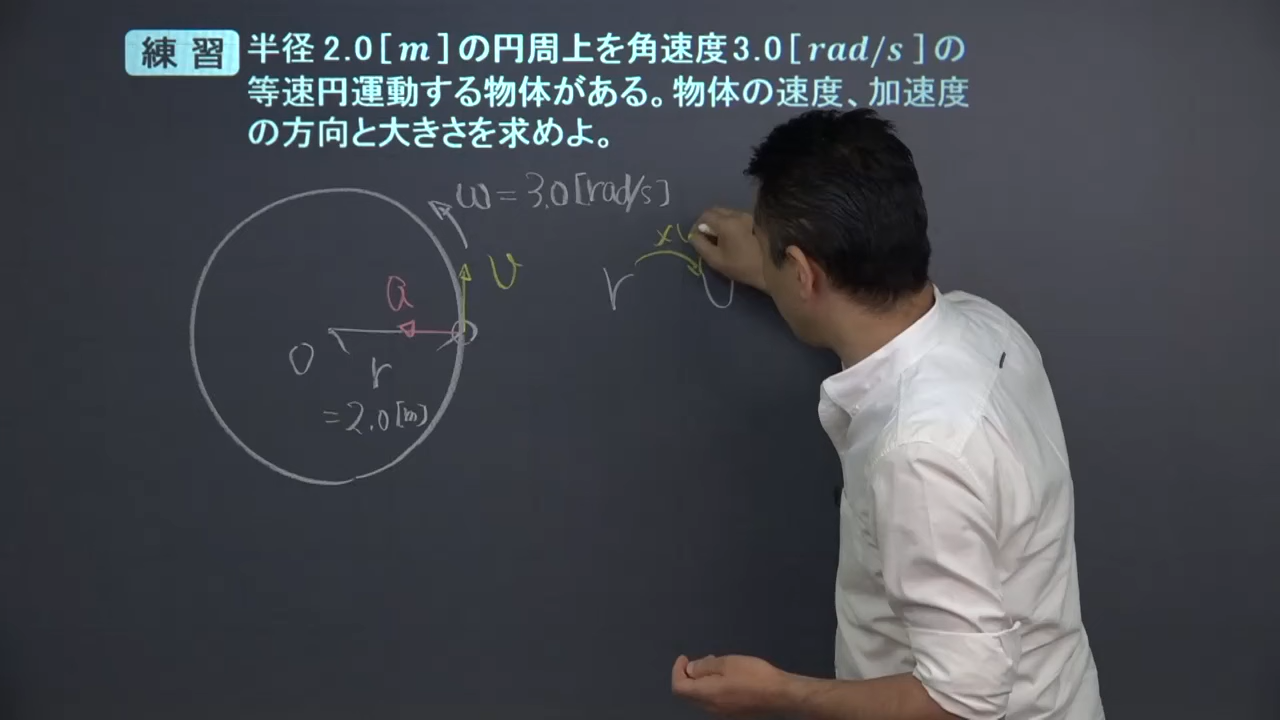 練習 半径2.0[m]の円周上を角速度3.0[rad/s]の
等速円運動する物体がある。物体の速度、加速度
の方向と大きさを求めよ。
ω=3.0[rad/s]
×
a
v
r
v
O
r
=2.0[m]